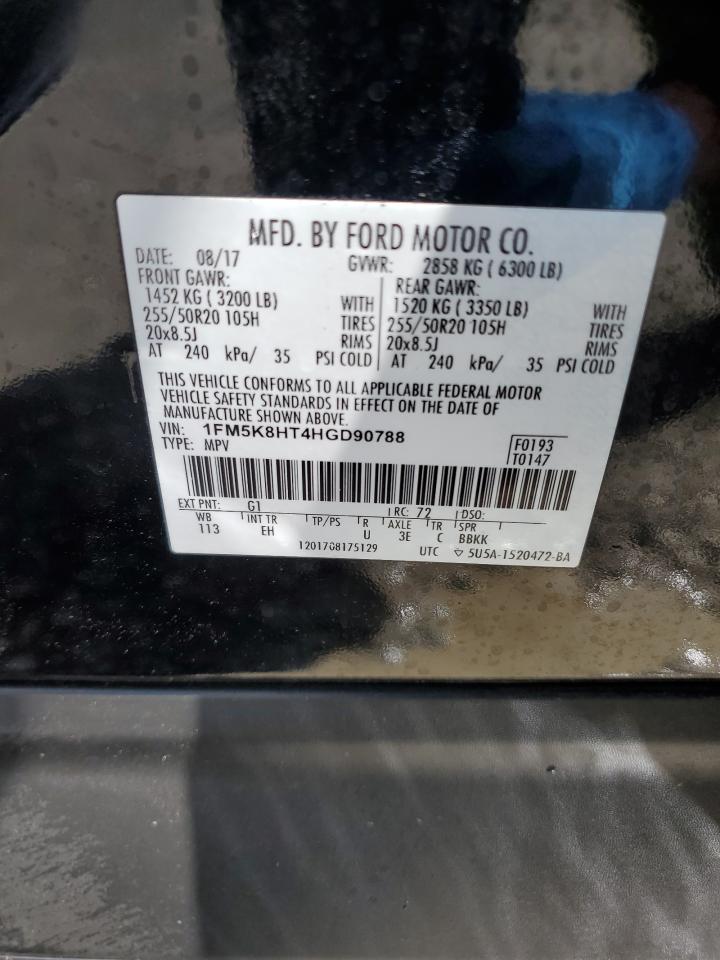 MFD. BY FORD MOTOR CO.
DATE: 08/17 GVWR: 2858 KG ( 6300 LB)
FRONT GAWR: REAR GAWR:
1452 KG ( 3200 LB) WITH 1520 KG ( 3350 LB) WITH
255/50R20 105H TIRES 255/50R20 105H TIRES
20x8.5J RIMS 20x8.5J RIMS
AT 240 kPa/ 35 PSI COLD AT 240 kPa/ 35 PSI COLD
THIS VEHICLE CONFORMS TO ALL APPLICABLE FEDERAL MOTOR
VEHICLE SAFETY STANDARDS IN EFFECT ON THE DATE OF
MANUFACTURE SHOWN ABOVE.
VIN: 1FM5K8HT4HGD90788 F0193
TYPE: MPV T0147
EXT PNT: G1 RC: 72 DSO:
WB INT TR TP/PS R AXLE TR SPR
113 EH U 3E C BBKK
1201708175129 UTC 5U5A-1520472-BA